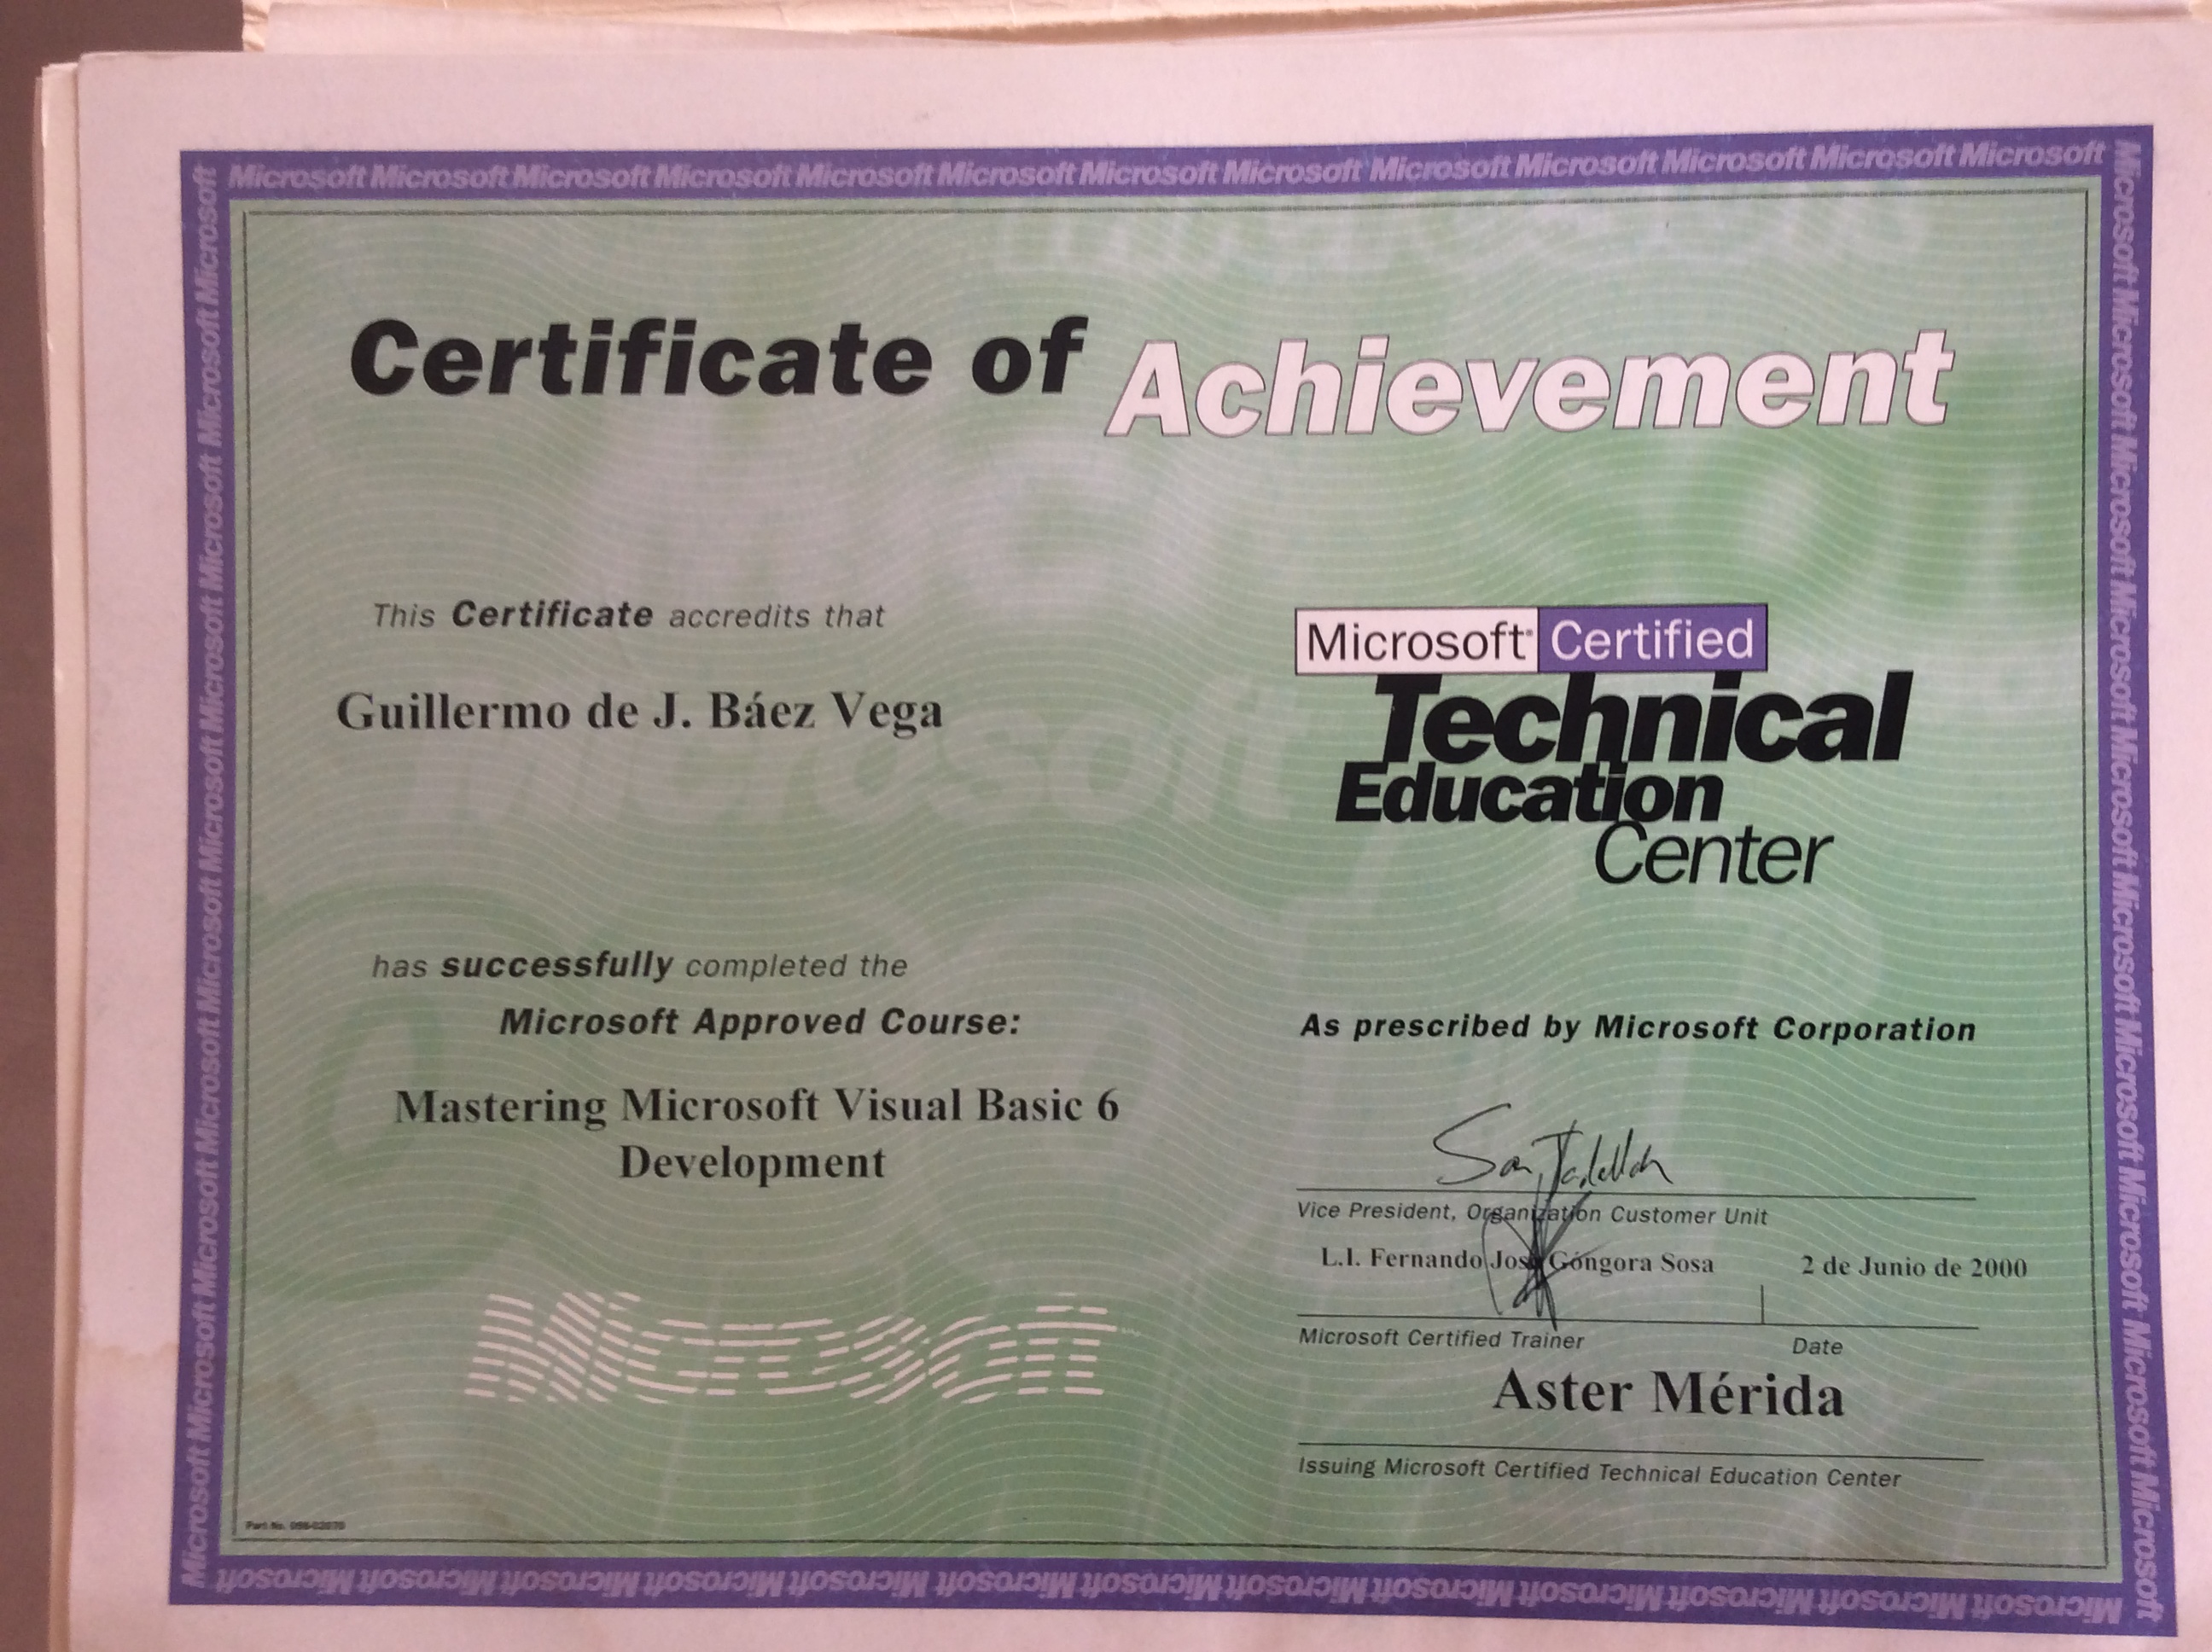 Microsoft Microsoft Microsoft Microsoft Microsoft Microsoft Microsoft Microsoft Microsoft Microsoft Microsoft Microsoft Microsoft
Certificate of Achievement
This Certificate accredits that
Guillermo de J. Báez Vega
Microsoft Certified
Technical
Education
Center
has successfully completed the
Microsoft Approved Course:
Mastering Microsoft Visual Basic 6
Development
Microsoft
As prescribed by Microsoft Corporation
Vice President, Organization Customer Unit
L.I. Fernando José Góngora Sosa 2 de Junio de 2000
Microsoft Certified Trainer Date
Aster Mérida
Issuing Microsoft Certified Technical Education Center
Part No. 098-02070